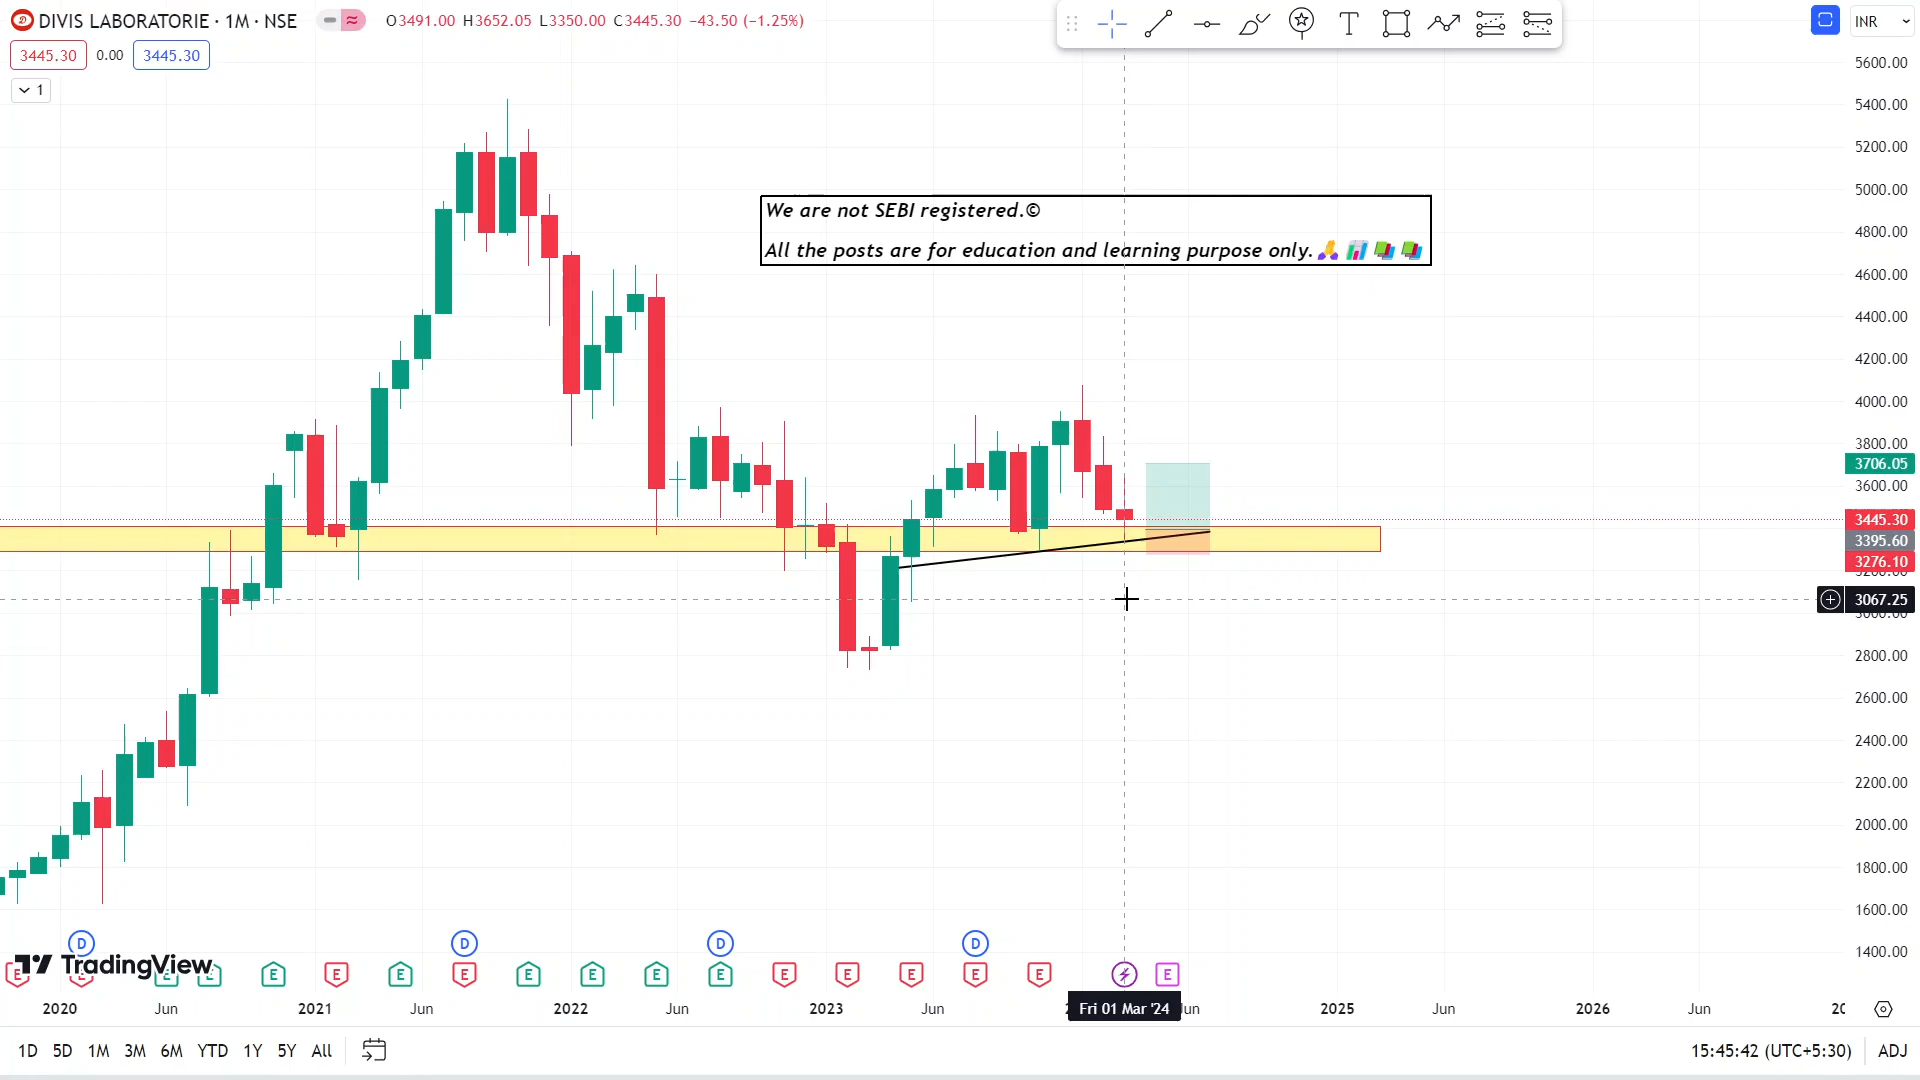 DIVIS LABORATORIE · 1M · NSE
O3491.00 H3652.05 L3350.00 C3445.30 −43.50 (−1.25%)
INR
3445.30 0.00 3445.30
1
We are not SEBI registered.©
All the posts are for education and learning purpose only.🙏📊📚📚
5600.00
5400.00
5200.00
5000.00
4800.00
4600.00
4400.00
4200.00
4000.00
3800.00
3706.05
3600.00
3445.30
3395.60
3276.10
3067.25
2800.00
2600.00
2400.00
2200.00
2000.00
1800.00
1600.00
1400.00
D D D D
TradingView
E E E E E E E E E E E E E E E E E E
2020 Jun 2021 Jun 2022 Jun 2023 Jun Fri 01 Mar '24 2025 Jun 2026 Jun
1D 5D 1M 3M 6M YTD 1Y 5Y All
15:45:42 (UTC+5:30) ADJ